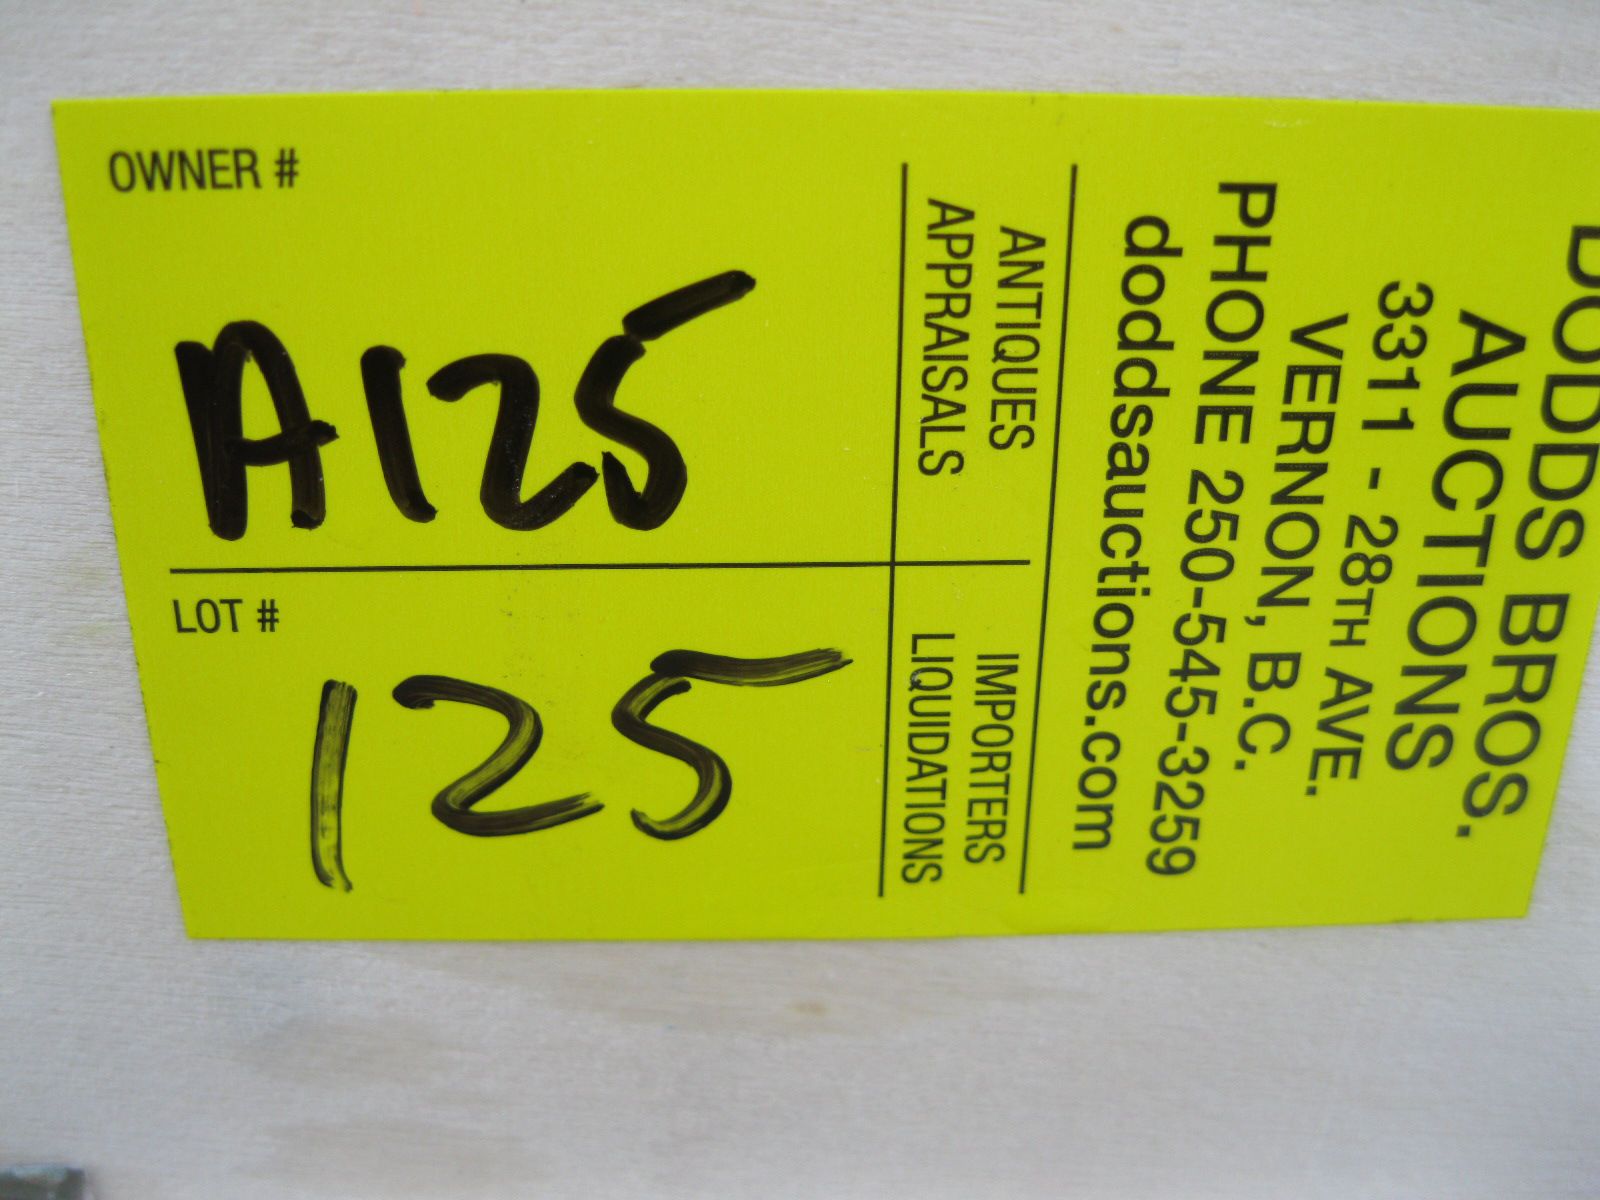 OWNER #
A125
LOT #
125
DODDS BROS.
AUCTIONS
3311 - 28TH AVE.
VERNON, B.C.
PHONE 250-545-3259
doddsauctions.com
ANTIQUES
APPRAISALS
IMPORTERS
LIQUIDATIONS